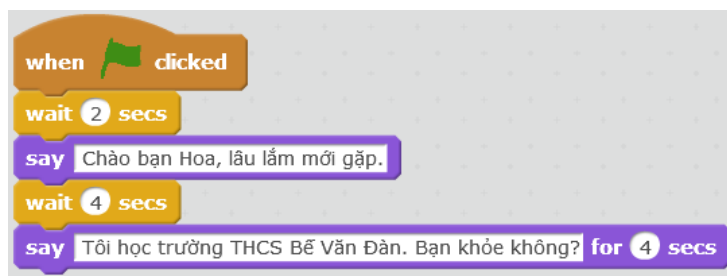 when clicked
wait 2 secs
say Chào bạn Hoa, lâu lắm mới gặp.
wait 4 secs
say Tôi học trường THCS Bế Văn Đàn. Bạn khỏe không? for 4 secs